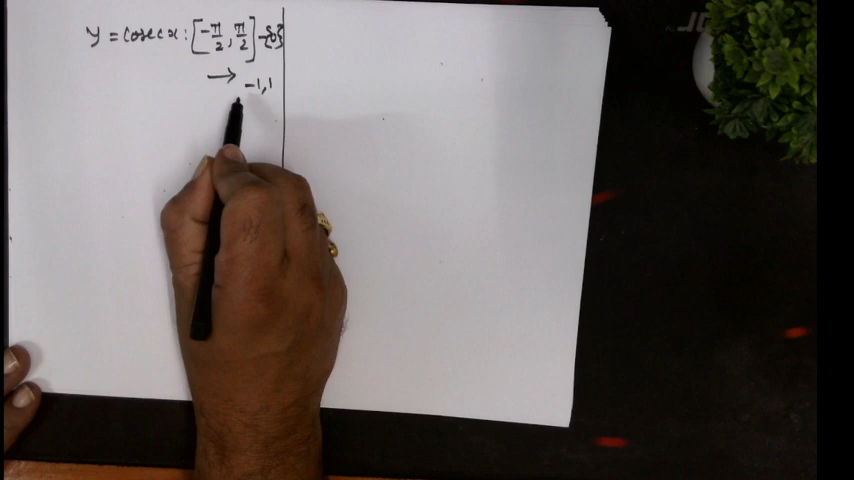 y = cosec x : [-π/2, π/2] - {0}
→ -1, 1